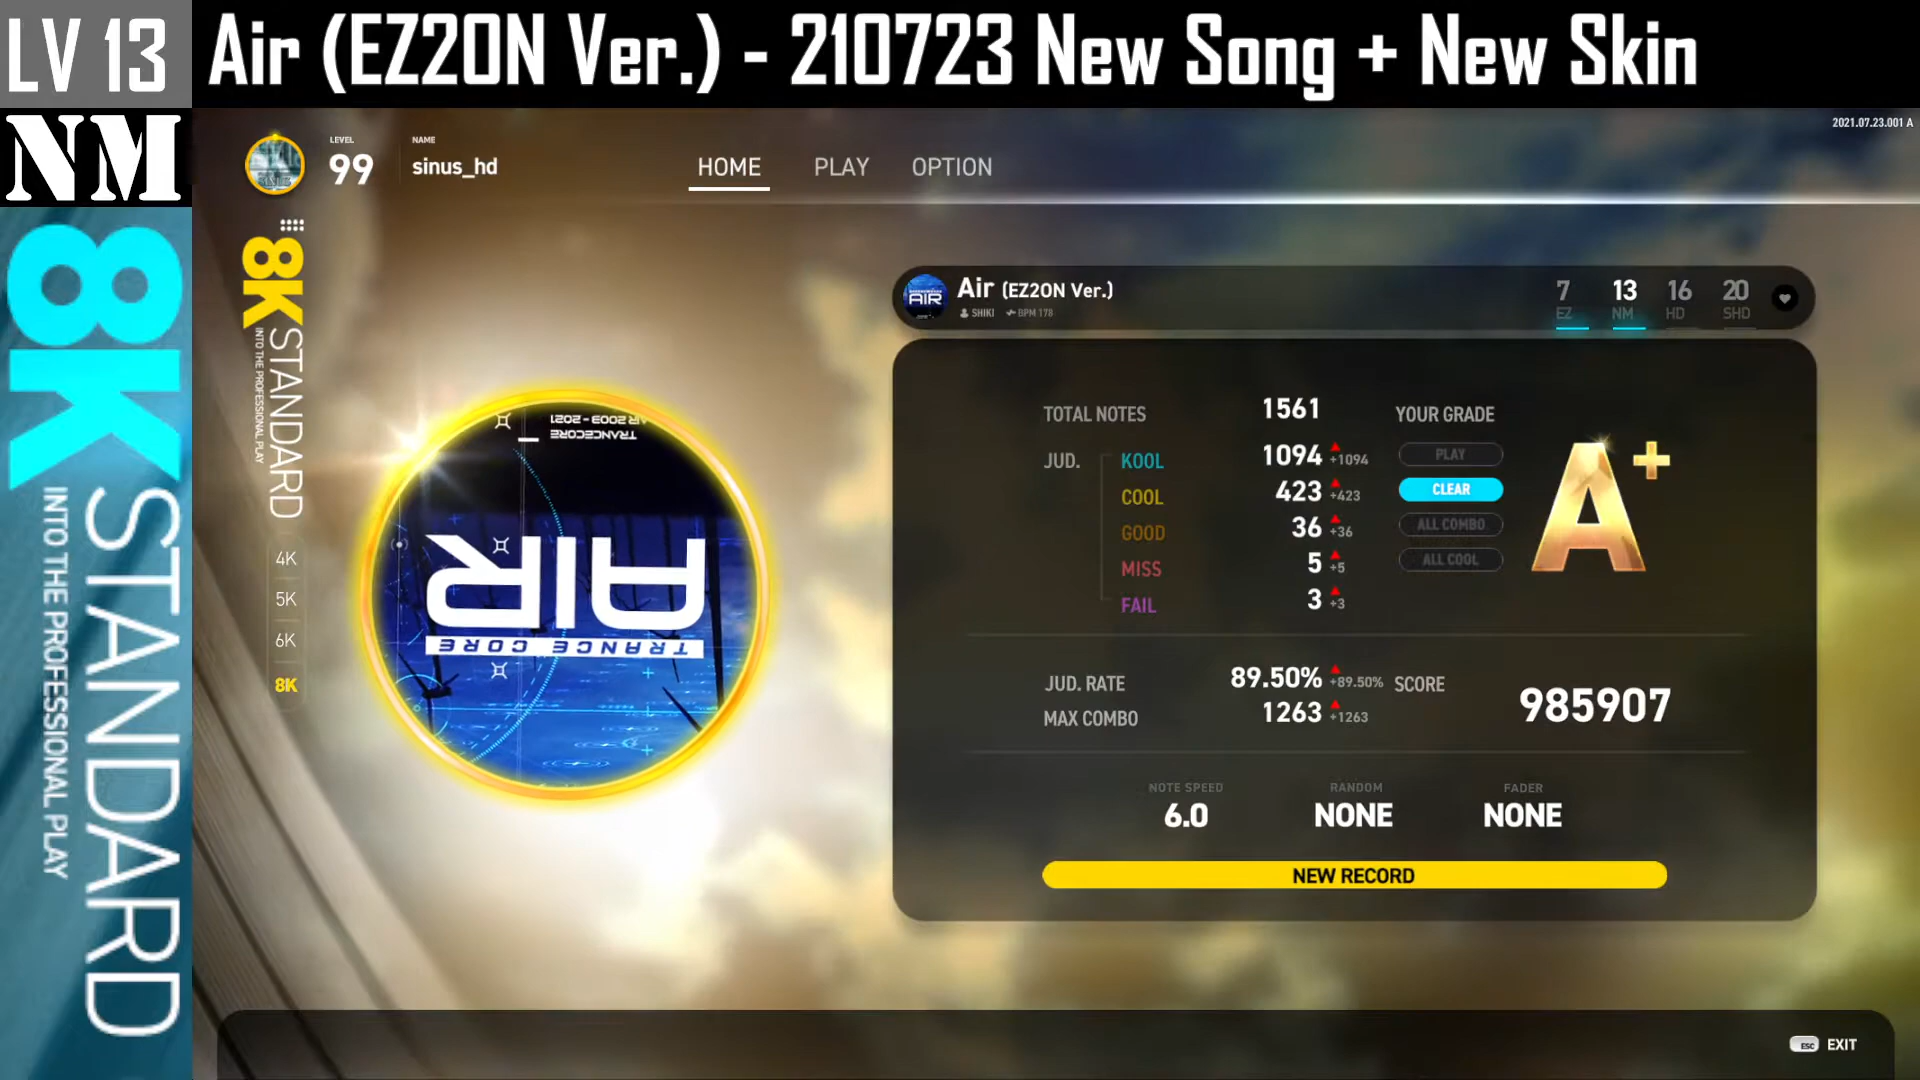 LV 13
Air (EZ2ON Ver.) - 210723 New Song + New Skin
NM
8K STANDARD
INTO THE PROFESSIONAL PLAY
LEVEL
99
NAME
sinus_hd
HOME
PLAY
OPTION
2021.07.23.001 A
8K STANDARD
INTO THE PROFESSIONAL PLAY
4K
5K
6K
8K
AIR 2003 - 2021
TRANCECORE
AIR
TRANCE CORE
AIR
Air (EZ2ON Ver.)
SHIKI BPM 178
7 13 16 20
EZ NM HD SHD
TOTAL NOTES 1561
JUD.
KOOL 1094 +1094
COOL 423 +423
GOOD 36 +36
MISS 5 +5
FAIL 3 +3
YOUR GRADE
PLAY
CLEAR
ALL COMBO
ALL COOL
A+
JUD. RATE 89.50% +89.50%
MAX COMBO 1263 +1263
SCORE
985907
NOTE SPEED
6.0
RANDOM
NONE
FADER
NONE
NEW RECORD
ESC EXIT